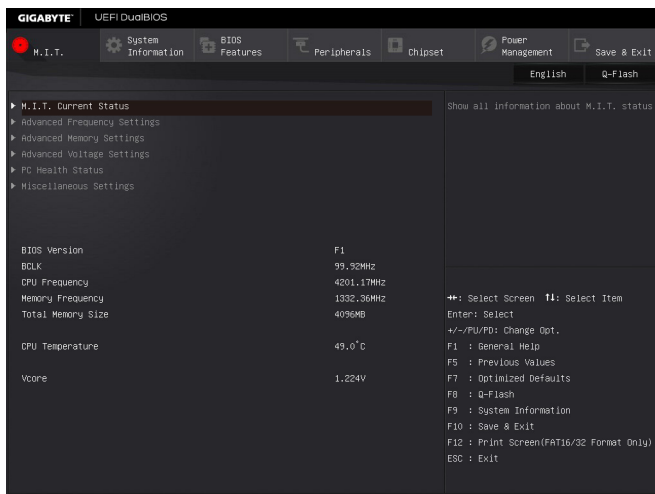 GIGABYTE™ UEFI DualBIOS
M.I.T.
System Information
BIOS Features
Peripherals
Chipset
Power Management
Save & Exit
English
Q-Flash
M.I.T. Current Status
Advanced Frequency Settings
Advanced Memory Settings
Advanced Voltage Settings
PC Health Status
Miscellaneous Settings
Show all information about M.I.T. status
BIOS Version F1
BCLK 99.92MHz
CPU Frequency 4201.17MHz
Memory Frequency 1332.36MHz
Total Memory Size 4096MB
CPU Temperature 49.0°C
Vcore 1.224V
→←: Select Screen ↑↓: Select Item
Enter: Select
+/-/PU/PD: Change Opt.
F1 : General Help
F5 : Previous Values
F7 : Optimized Defaults
F8 : Q-Flash
F9 : System Information
F10 : Save & Exit
F12 : Print Screen(FAT16/32 Format Only)
ESC : Exit